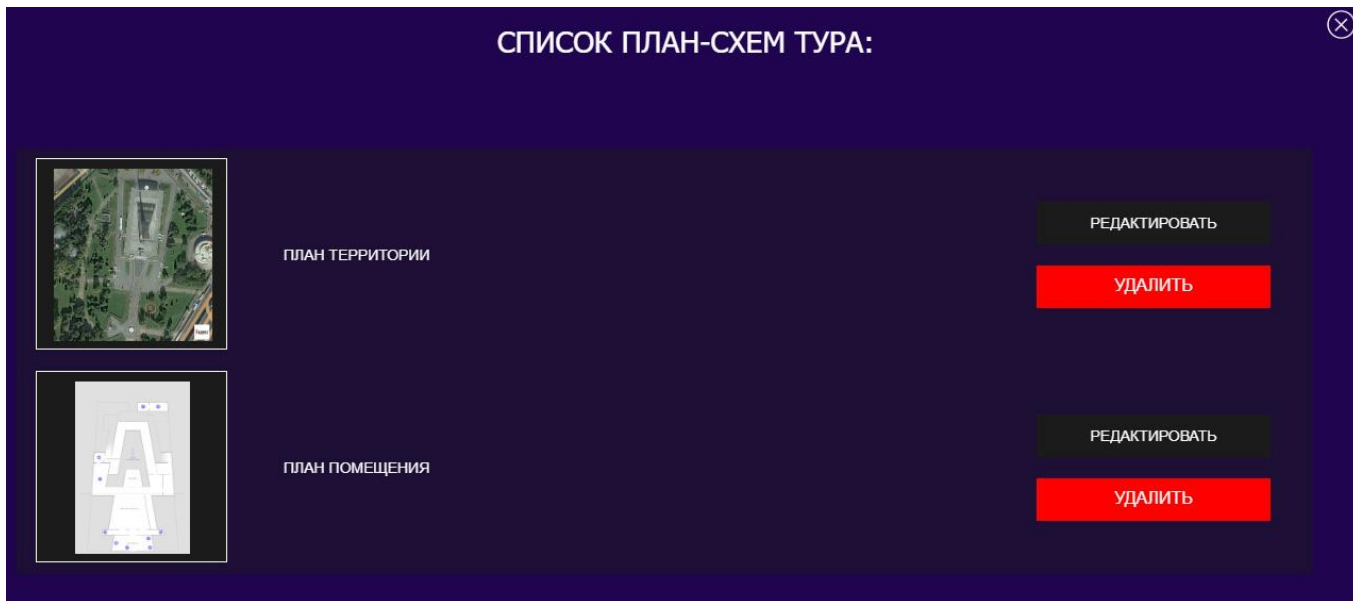 СПИСОК ПЛАН-СХЕМ ТУРА:
ПЛАН ТЕРРИТОРИИ
РЕДАКТИРОВАТЬ
УДАЛИТЬ
ПЛАН ПОМЕЩЕНИЯ
РЕДАКТИРОВАТЬ
УДАЛИТЬ